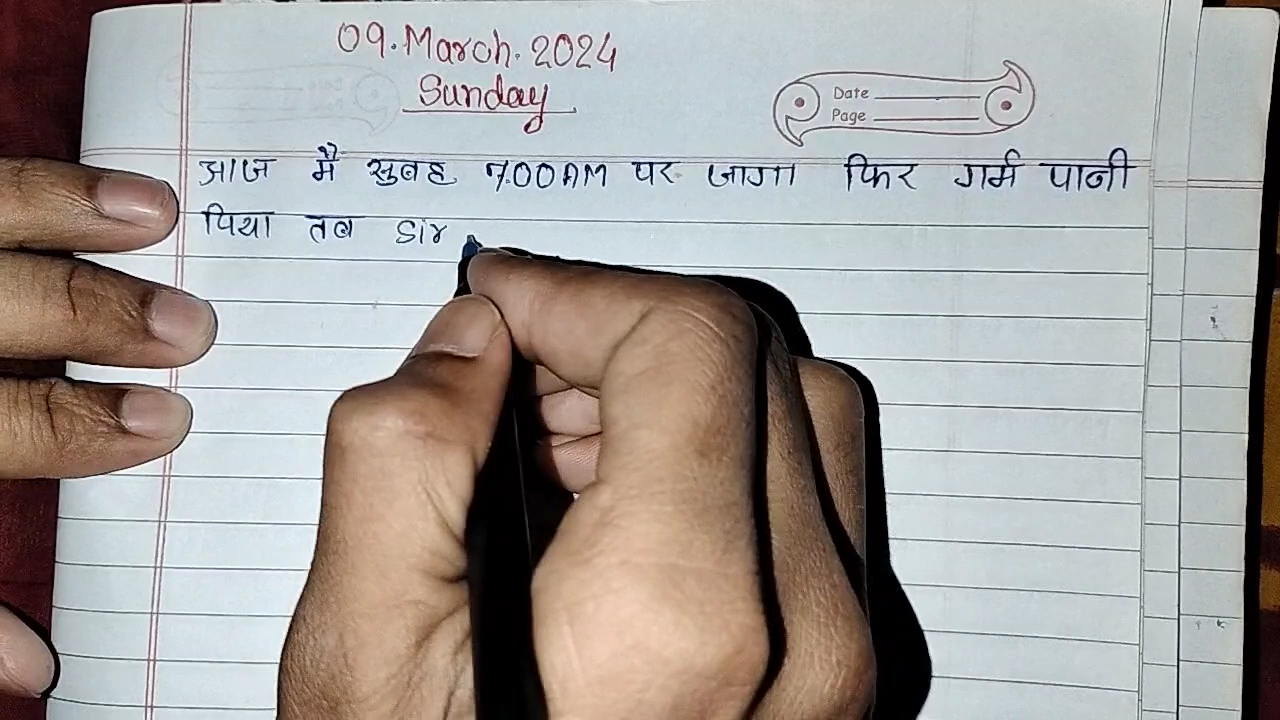 09.March.2024
Sunday
Date
Page
आज मै सुबह 7.00AM पर जागा फिर गर्म पानी
पिया तब Sir